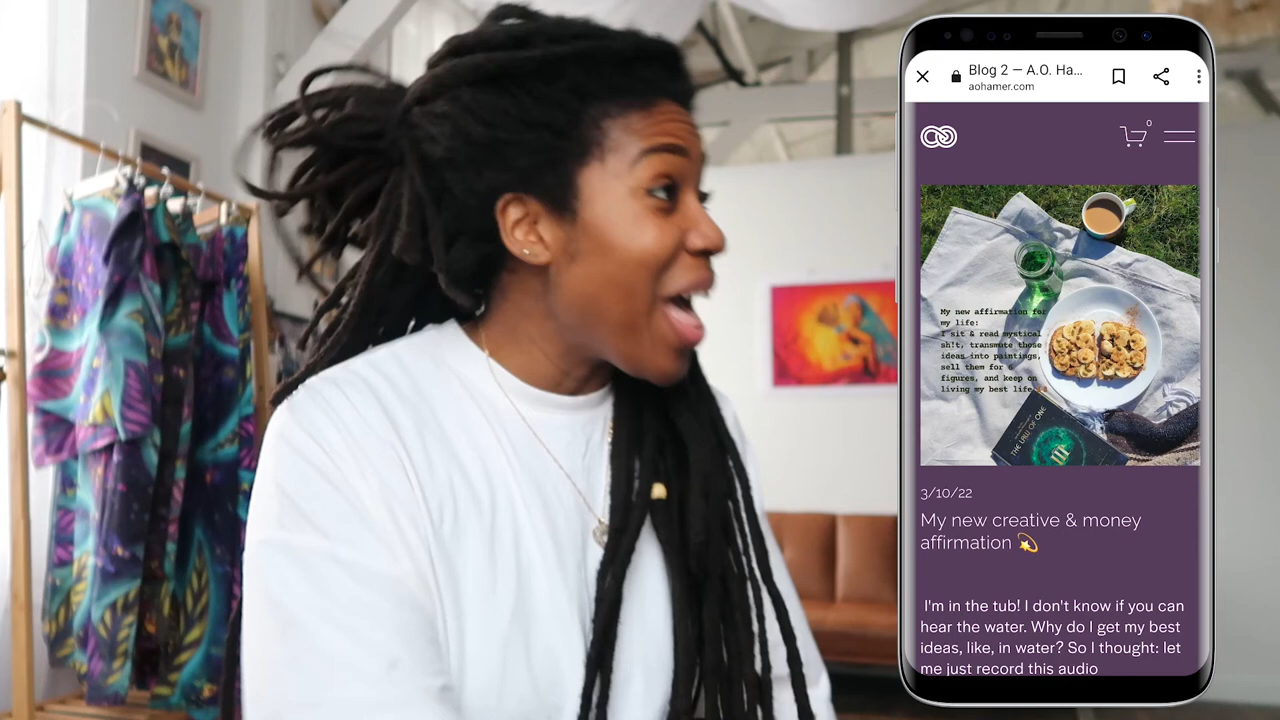 Blog 2 — A.O. Ha...
aohamer.com
0
My new affirmation for
my life:
I sit & read mystical
sh!t, transmute those
ideas into paintings,
sell them for 6
figures, and keep on
living my best life.
THE LAW OF ONE
III
3/10/22
My new creative & money
affirmation 💫
I'm in the tub! I don't know if you can
hear the water. Why do I get my best
ideas, like, in water? So I thought: let
me just record this audio